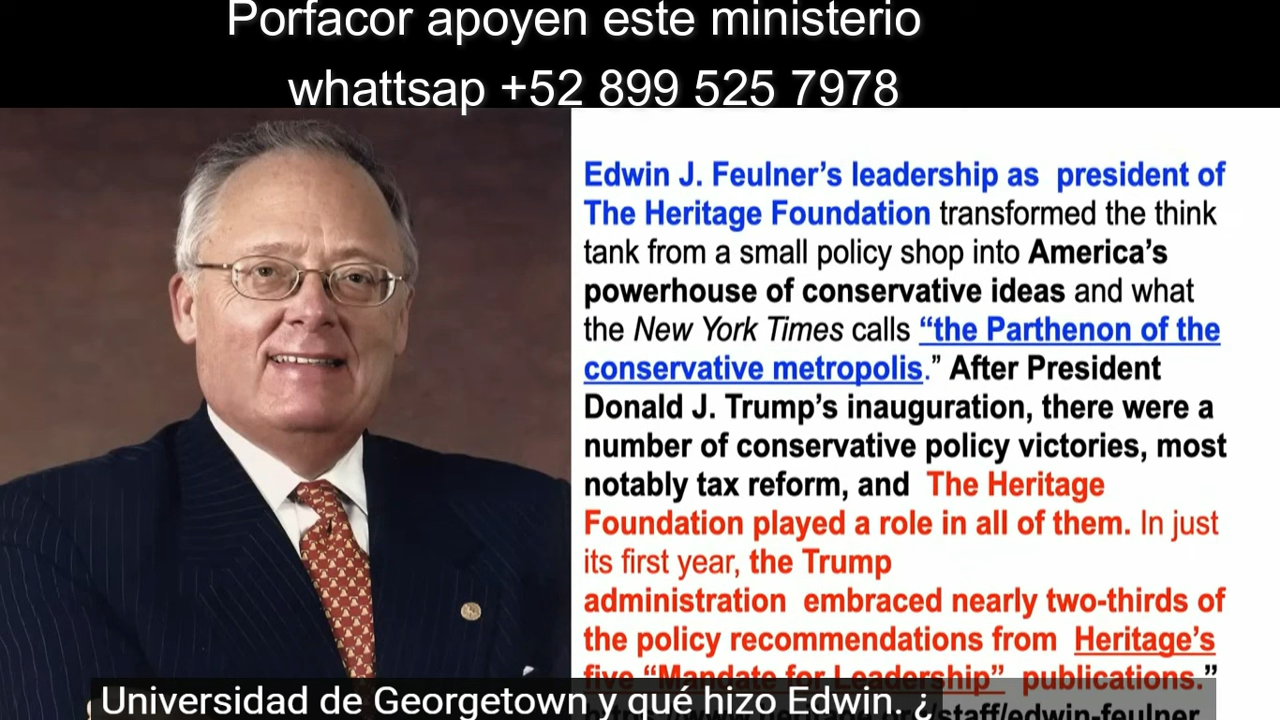 Porfacor apoyen este ministerio
whattsap +52 899 525 7978
Edwin J. Feulner’s leadership as president of
The Heritage Foundation transformed the think
tank from a small policy shop into America’s
powerhouse of conservative ideas and what
the New York Times calls “the Parthenon of the
conservative metropolis.” After President
Donald J. Trump’s inauguration, there were a
number of conservative policy victories, most
notably tax reform, and The Heritage
Foundation played a role in all of them. In just
its first year, the Trump
administration embraced nearly two-thirds of
the policy recommendations from Heritage’s
five “Mandate for Leadership” publications.”
/staff/edwin-feulner
Universidad de Georgetown y qué hizo Edwin. ¿